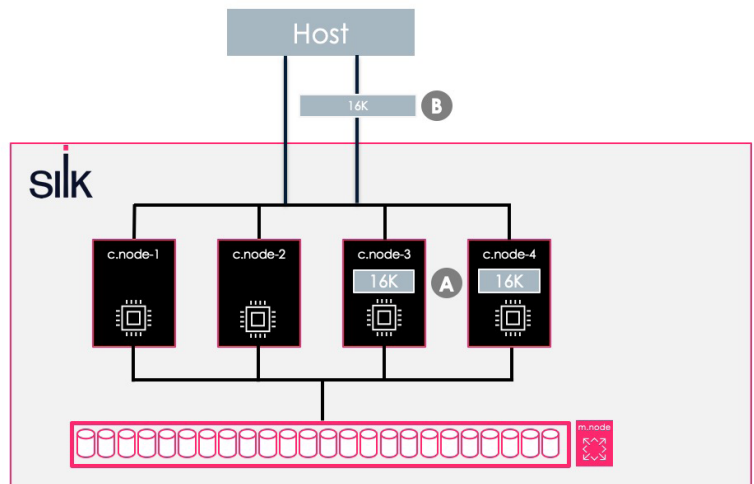 Host
16K
B
silk
c.node-1
c.node-2
c.node-3
c.node-4
16K
A
16K
m.node